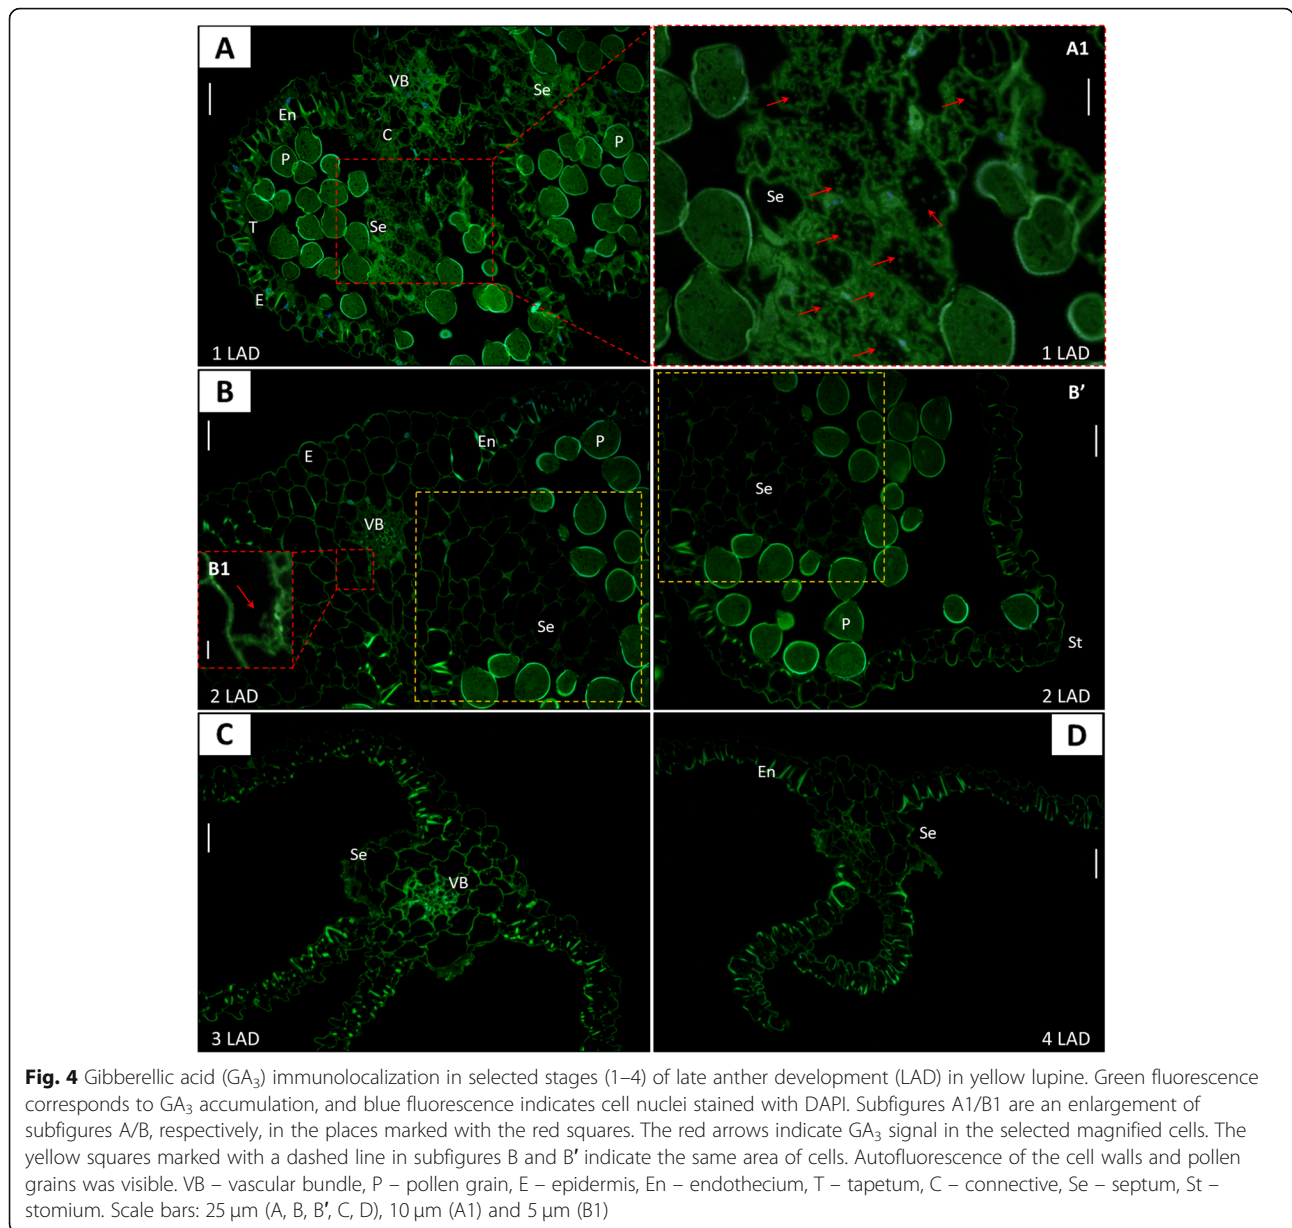 A
VB
Se
En
C
P
P
T
Se
E
1 LAD
A1
Se
1 LAD
B
E
En
P
VB
B1
Se
2 LAD
B′
Se
P
St
2 LAD
C
Se
VB
3 LAD
D
En
Se
4 LAD
Fig. 4 Gibberellic acid (GA₃) immunolocalization in selected stages (1–4) of late anther development (LAD) in yellow lupine. Green fluorescence
corresponds to GA₃ accumulation, and blue fluorescence indicates cell nuclei stained with DAPI. Subfigures A1/B1 are an enlargement of
subfigures A/B, respectively, in the places marked with the red squares. The red arrows indicate GA₃ signal in the selected magnified cells. The
yellow squares marked with a dashed line in subfigures B and B′ indicate the same area of cells. Autofluorescence of the cell walls and pollen
grains was visible. VB – vascular bundle, P – pollen grain, E – epidermis, En – endothecium, T – tapetum, C – connective, Se – septum, St –
stomium. Scale bars: 25 μm (A, B, B′, C, D), 10 μm (A1) and 5 μm (B1)